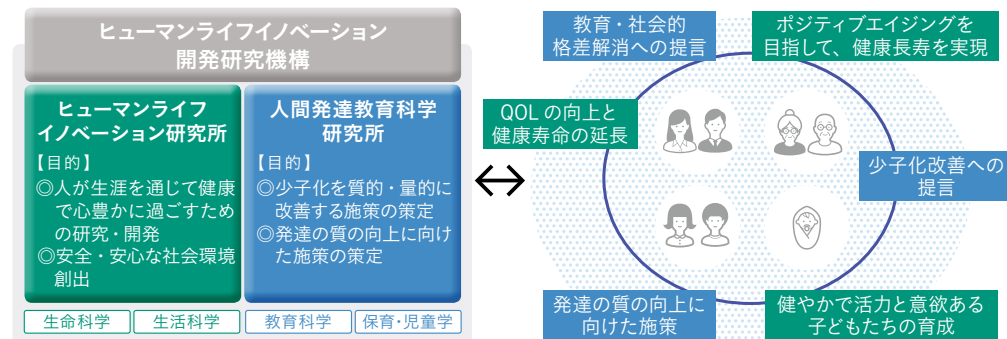 ヒューマンライフイノベーション
開発研究機構
ヒューマンライフ
イノベーション研究所
【目的】
◎人が生涯を通じて健康
で心豊かに過ごすため
の研究・開発
◎安全・安心な社会環境
創出
人間発達教育科学
研究所
【目的】
◎少子化を質的・量的に
改善する施策の策定
◎発達の質の向上に向け
た施策の策定
生命科学
生活科学
教育科学
保育・児童学
教育・社会的
格差解消への提言
ポジティブエイジングを
目指して、健康長寿を実現
QOLの向上と
健康寿命の延長
少子化改善への
提言
発達の質の向上に
向けた施策
健やかで活力と意欲ある
子どもたちの育成